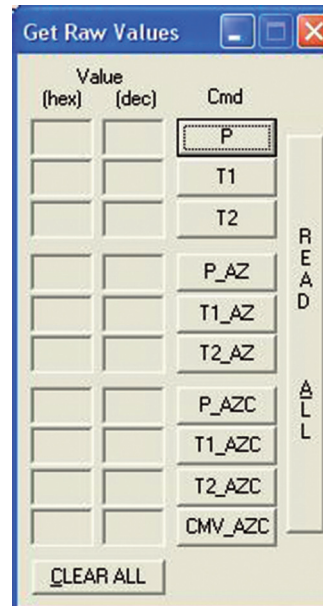 Get Raw Values
Value
(hex) (dec) Cmd
P
T1
T2
P_AZ
T1_AZ
T2_AZ
P_AZC
T1_AZC
T2_AZC
CMV_AZC
READ ALL
CLEAR ALL